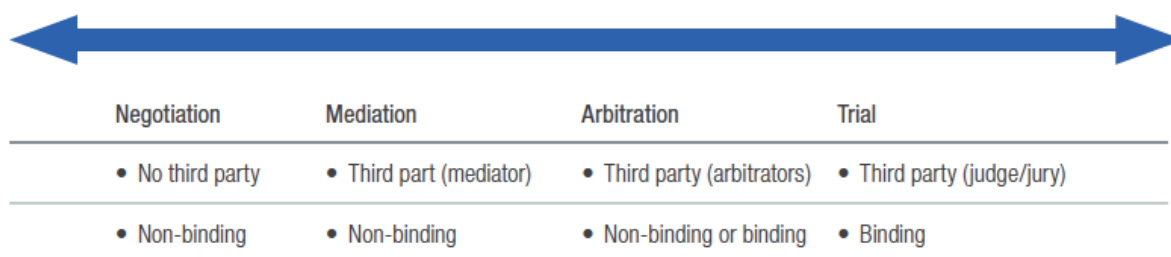 Negotiation Mediation Arbitration Trial
• No third party • Third part (mediator) • Third party (arbitrators) • Third party (judge/jury)
• Non-binding • Non-binding • Non-binding or binding • Binding